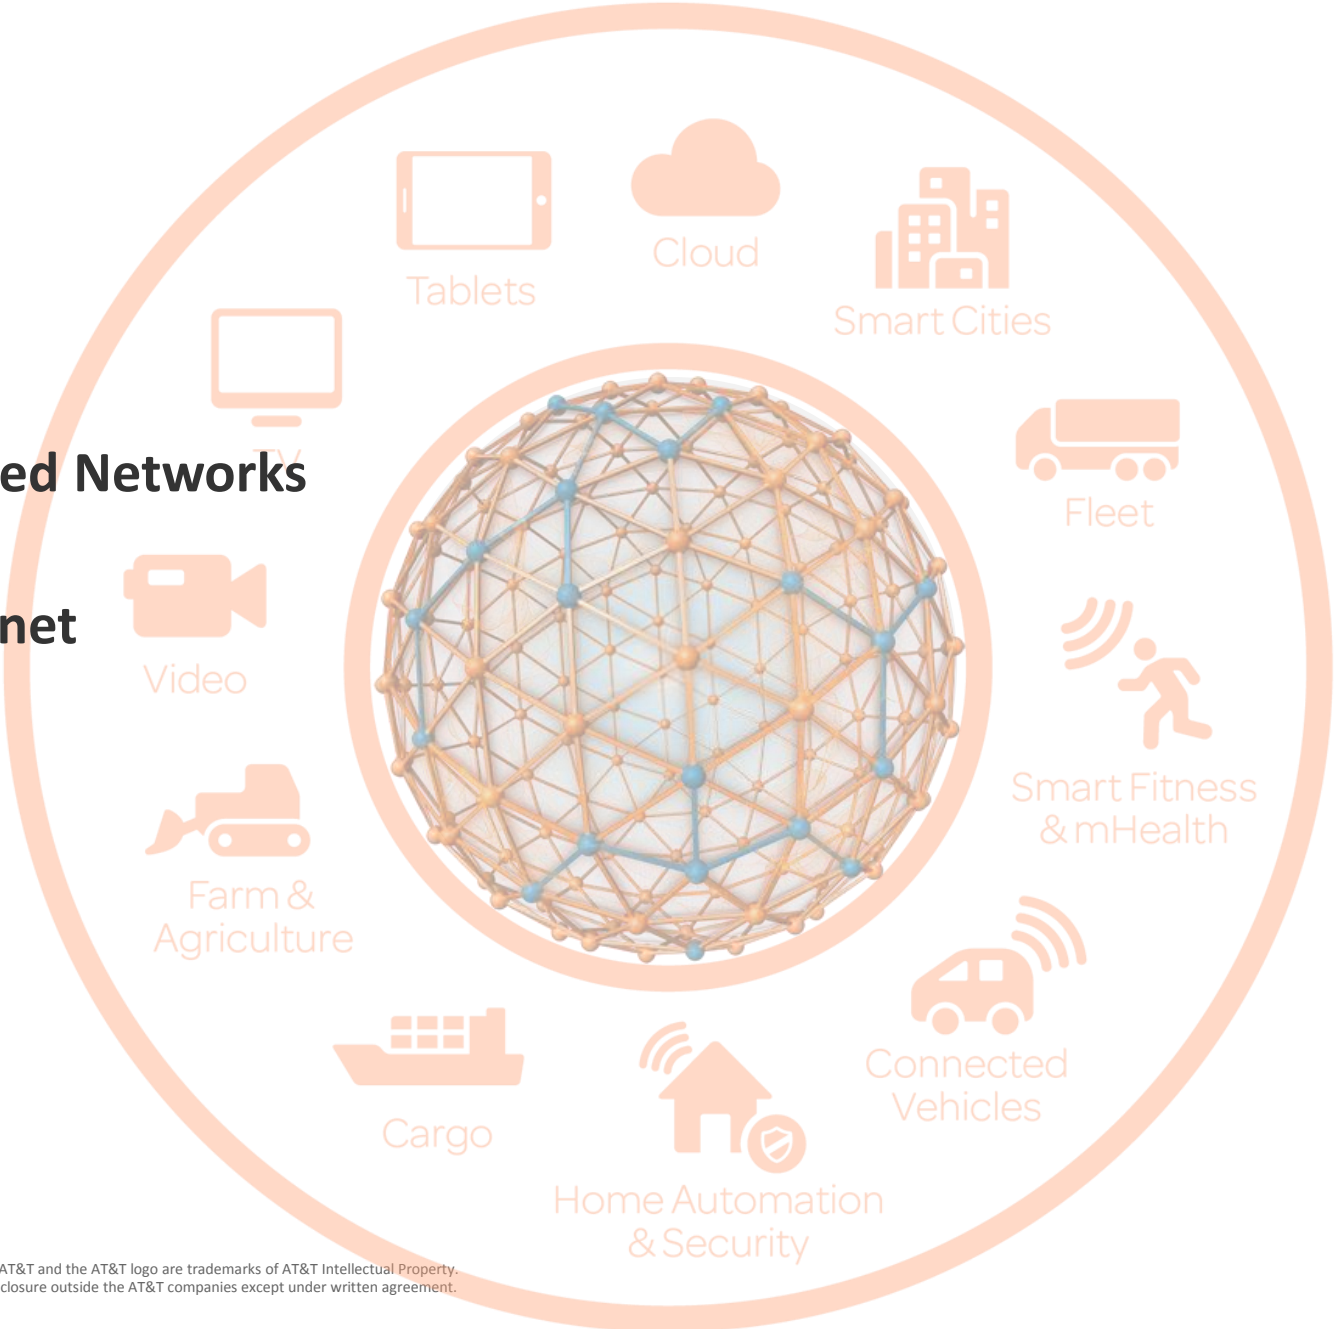 Cloud
Tablets
Smart Cities
TV
ed Networks
Fleet
net
Video
Smart Fitness
& mHealth
Farm &
Agriculture
Connected
Vehicles
Cargo
Home Automation
& Security
AT&T and the AT&T logo are trademarks of AT&T Intellectual Property.
closure outside the AT&T companies except under written agreement.